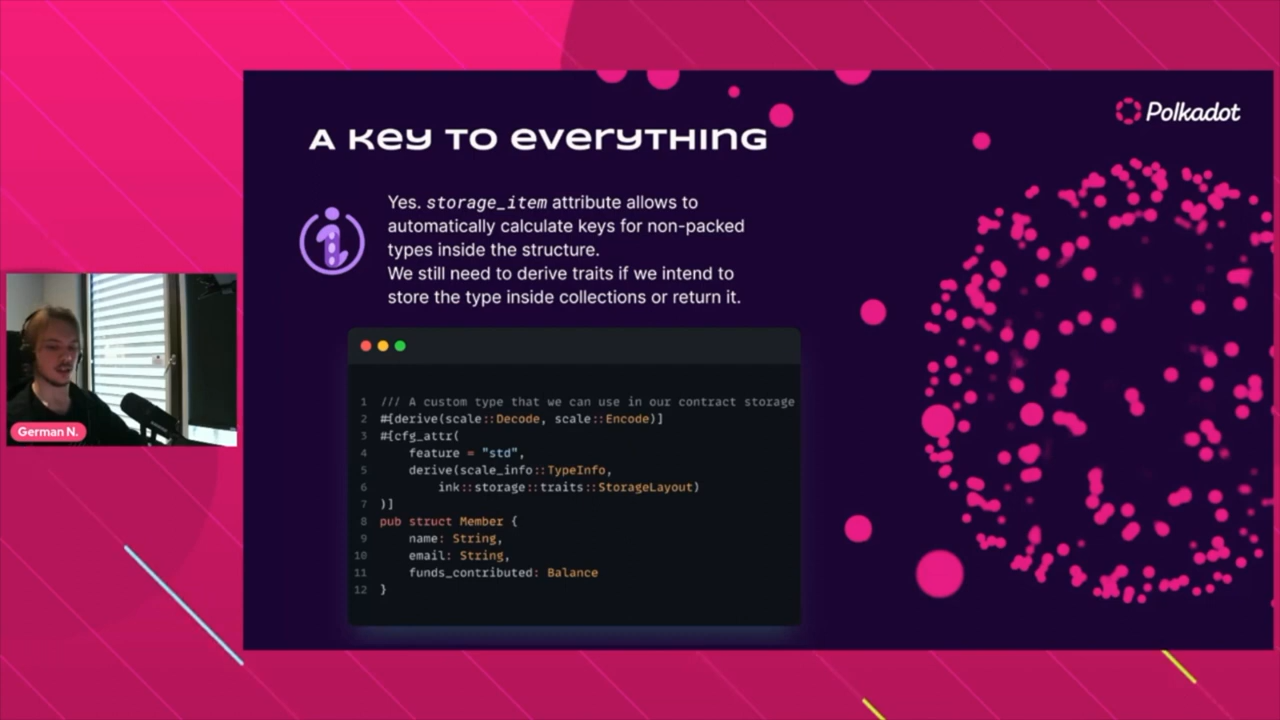 Polkadot
A Key to everything
Yes. storage_item attribute allows to
automatically calculate keys for non-packed
types inside the structure.
We still need to derive traits if we intend to
store the type inside collections or return it.
1 /// A custom type that we can use in our contract storage
2 #[derive(scale::Decode, scale::Encode)]
3 #[cfg_attr(
4     feature = "std",
5     derive(scale_info::TypeInfo,
6         ink::storage::traits::StorageLayout)
7 )]
8 pub struct Member {
9     name: String,
10     email: String,
11     funds_contributed: Balance
12 }
German N.